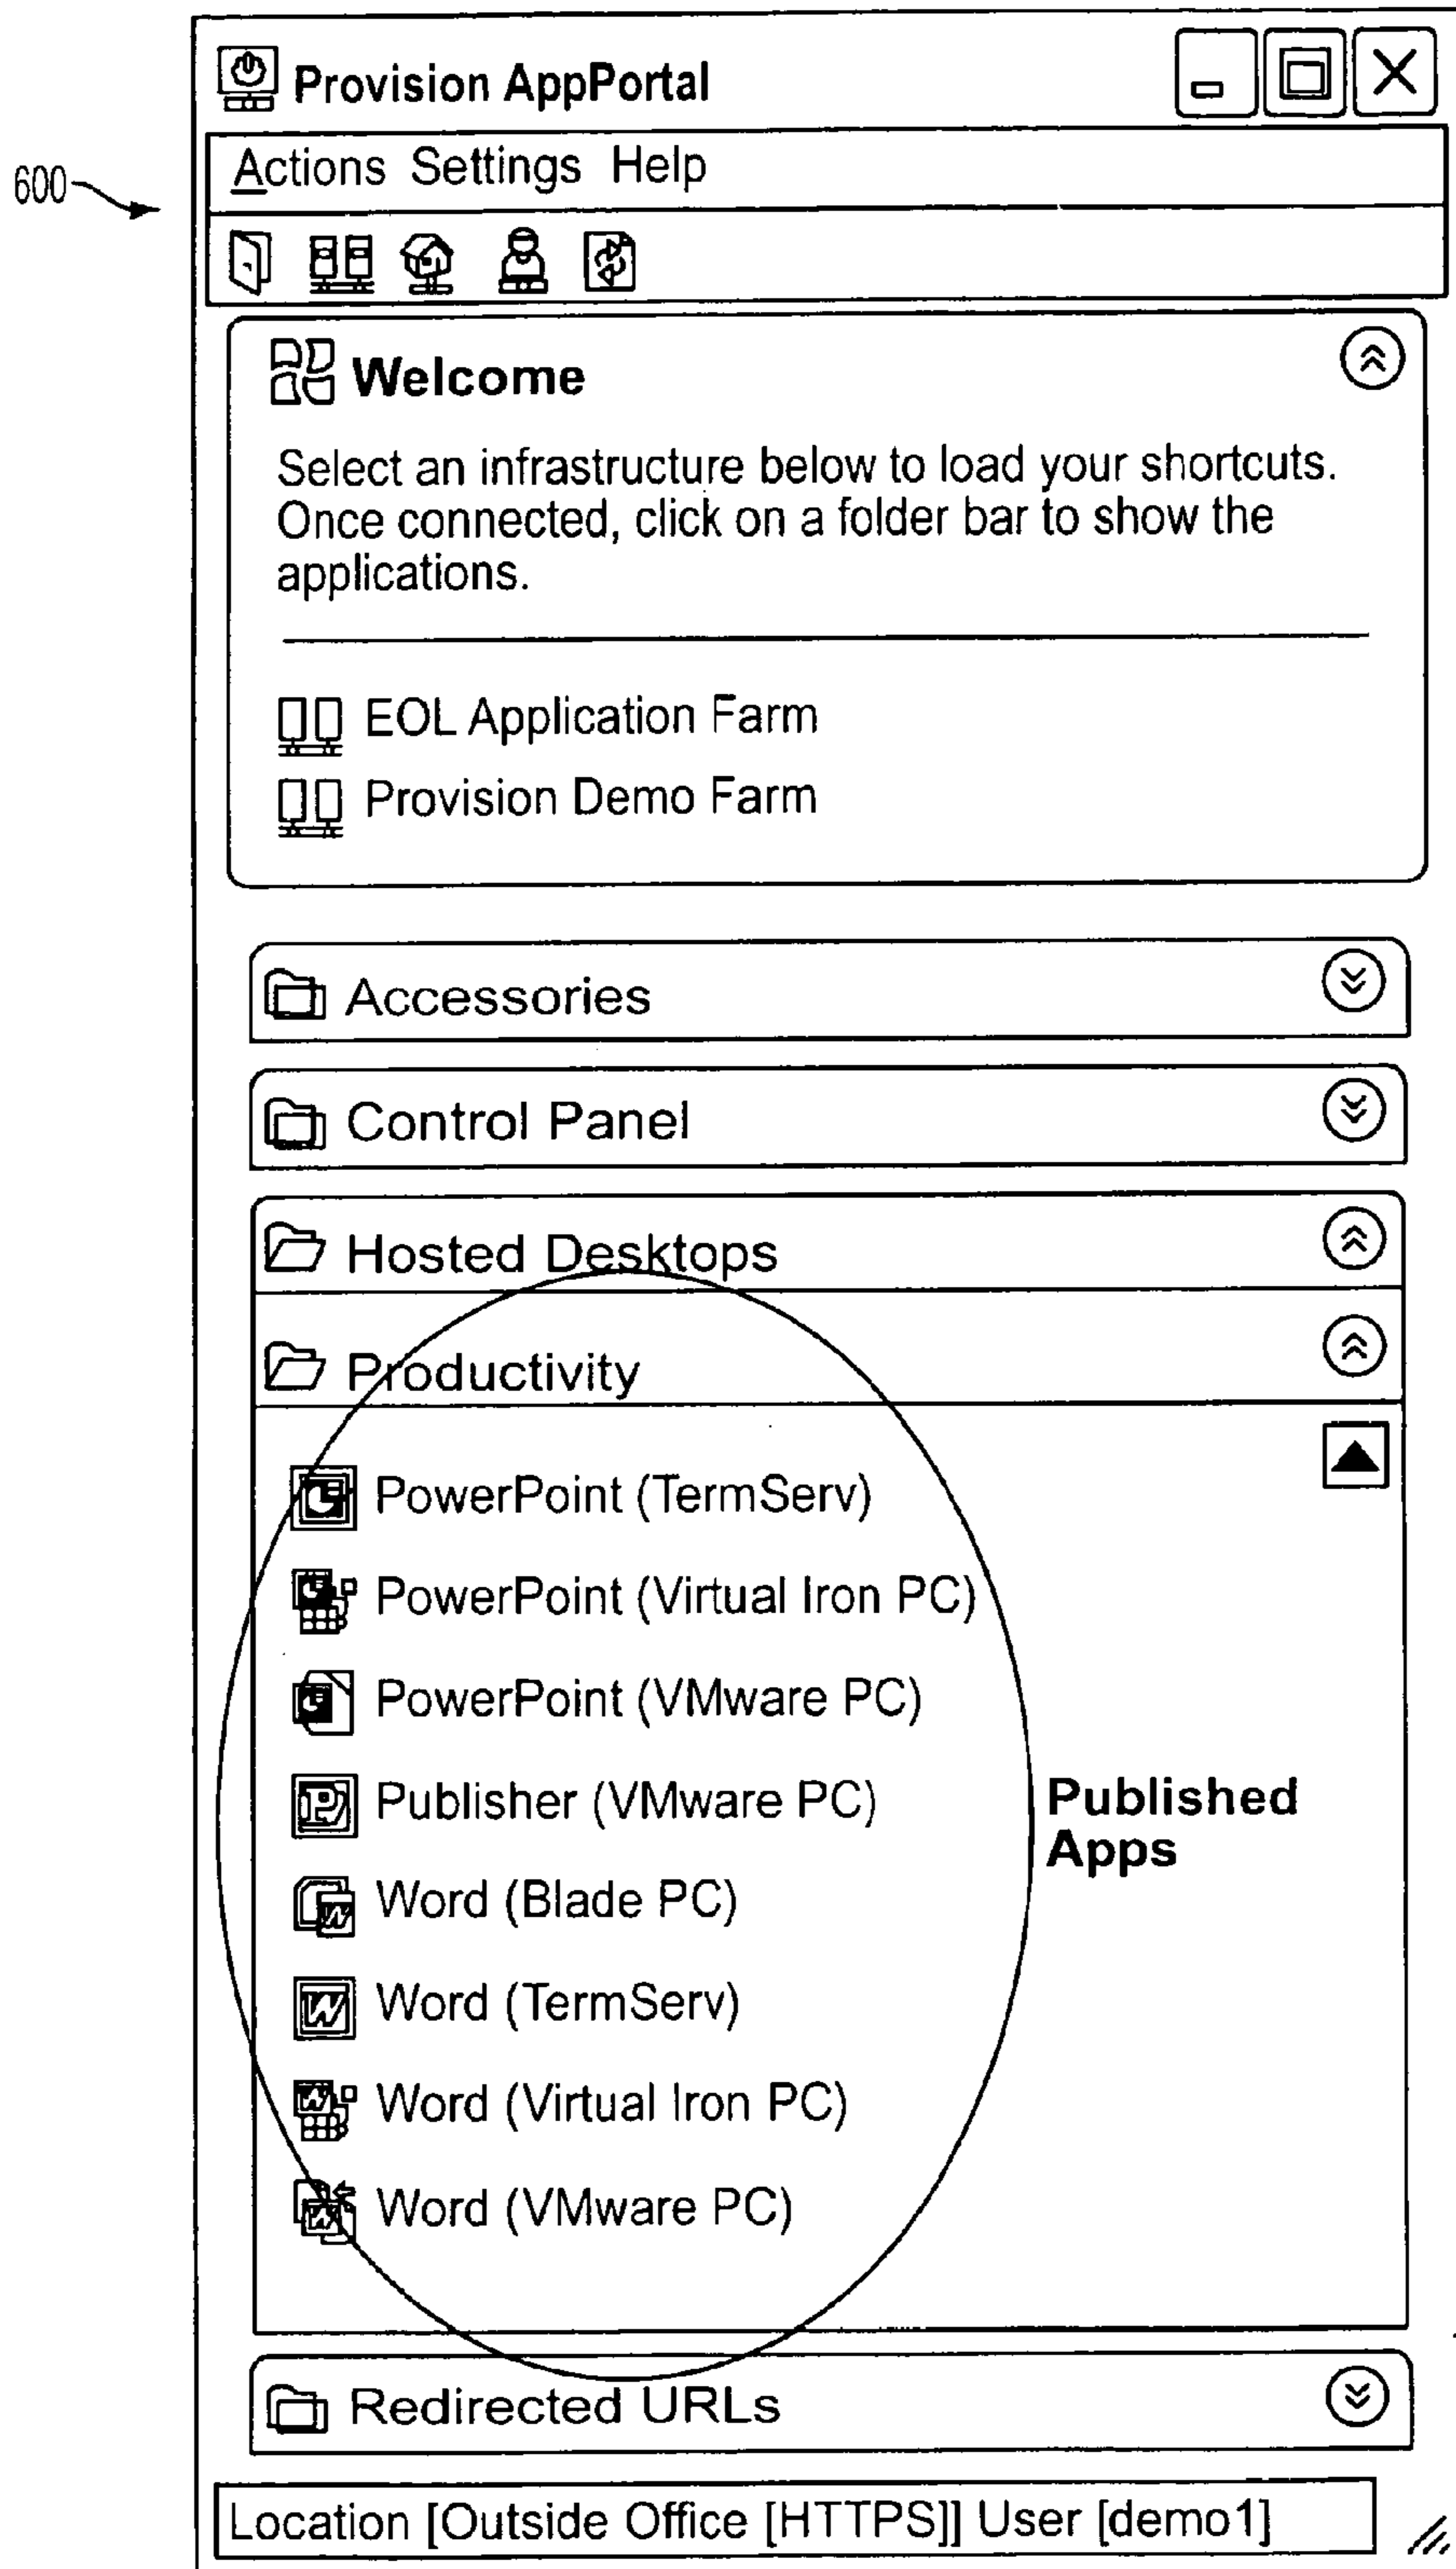 Provision AppPortal
600
Actions Settings Help
Welcome
Select an infrastructure below to load your shortcuts.
Once connected, click on a folder bar to show the
applications.
EOL Application Farm
Provision Demo Farm
Accessories
Control Panel
Hosted Desktops
Productivity
PowerPoint (TermServ)
PowerPoint (Virtual Iron PC)
PowerPoint (VMware PC)
Publisher (VMware PC)
Published
Apps
Word (Blade PC)
Word (TermServ)
Word (Virtual Iron PC)
Word (VMware PC)
Redirected URLs
Location [Outside Office [HTTPS]] User [demo1]